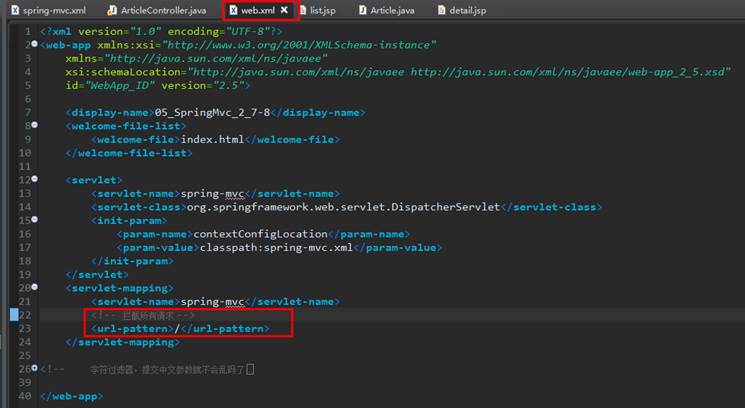 spring-mvc.xml ArticleController.java web.xml list.jsp Article.java detail.jsp
1 <?xml version="1.0" encoding="UTF-8"?>
2 <web-app xmlns:xsi="http://www.w3.org/2001/XMLSchema-instance"
4 xmlns="http://java.sun.com/xml/ns/javaee"
4 xsi:schemaLocation="http://java.sun.com/xml/ns/javaee http://java.sun.com/xml/ns/javaee/web-app_2_5.xsd"
5 id="WebApp_ID" version="2.5">
6
7 <display-name>05_SpringMvc_2_7-8</display-name>
8 <welcome-file-list>
9 <welcome-file>index.html</welcome-file>
10 </welcome-file-list>
11
12 <servlet>
13 <servlet-name>spring-mvc</servlet-name>
14 <servlet-class>org.springframework.web.servlet.DispatcherServlet</servlet-class>
15 <init-param>
16 <param-name>contextConfigLocation</param-name>
17 <param-value>classpath:spring-mvc.xml</param-value>
18 </init-param>
19 </servlet>
20 <servlet-mapping>
21 <servlet-name>spring-mvc</servlet-name>
22 <!-- 拦截所有请求 -->
23 <url-pattern>/</url-pattern>
24 </servlet-mapping>
25
26 <!-- 字符过滤器，提交中文参数就不会乱码了
39
40 </web-app>